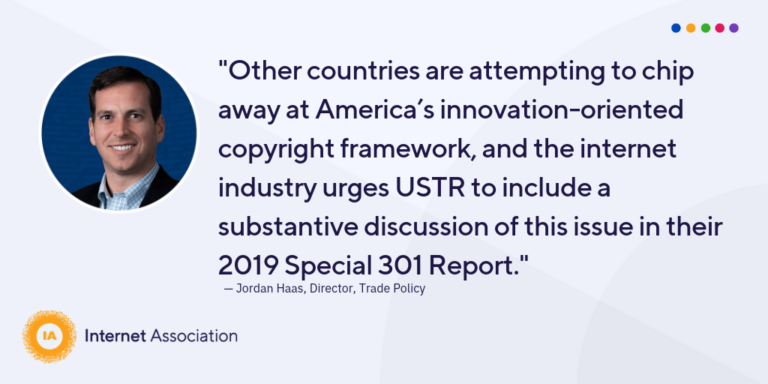 "Other countries are attempting to chip
away at America’s innovation-oriented
copyright framework, and the internet
industry urges USTR to include a
substantive discussion of this issue in their
2019 Special 301 Report."
— Jordan Haas, Director, Trade Policy
IA
Internet Association